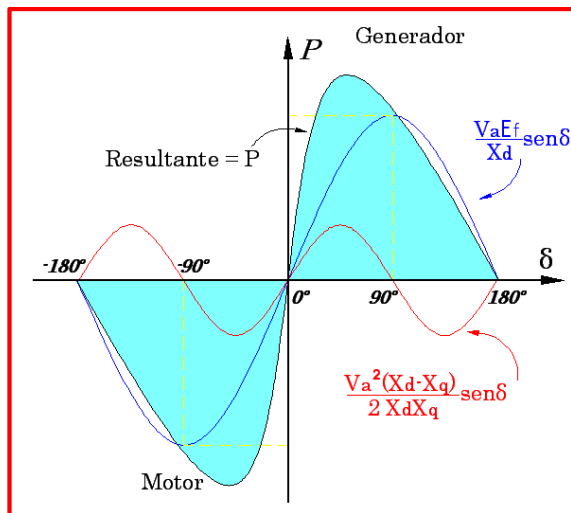 Generador
P
VaEf
Xd
senδ
Resultante = P
-180°
-90°
δ
0°
90°
180°
Va²(Xd-Xq)
2 XdXq
senδ
Motor